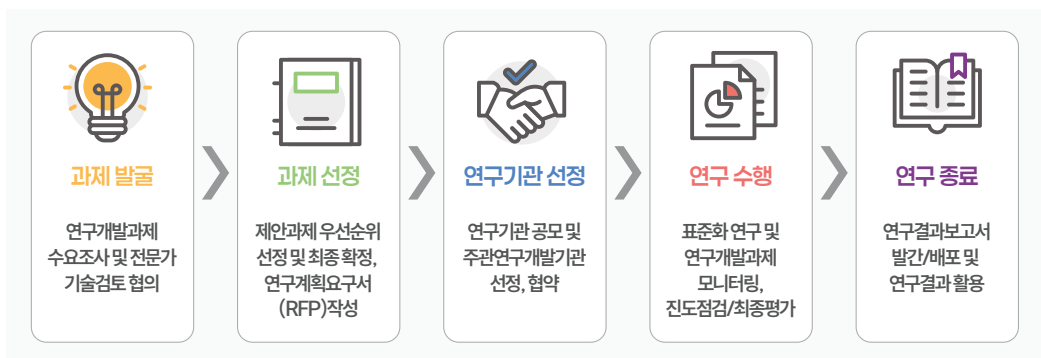 과제 발굴
연구개발과제
수요조사 및 전문가
기술검토 협의
과제 선정
제안과제 우선순위
선정 및 최종 확정,
연구계획요구서
(RFP)작성
연구기관 선정
연구기관 공모 및
주관연구개발기관
선정, 협약
연구 수행
표준화 연구 및
연구개발과제
모니터링,
진도점검/최종평가
연구 종료
연구결과보고서
발간/배포 및
연구결과 활용